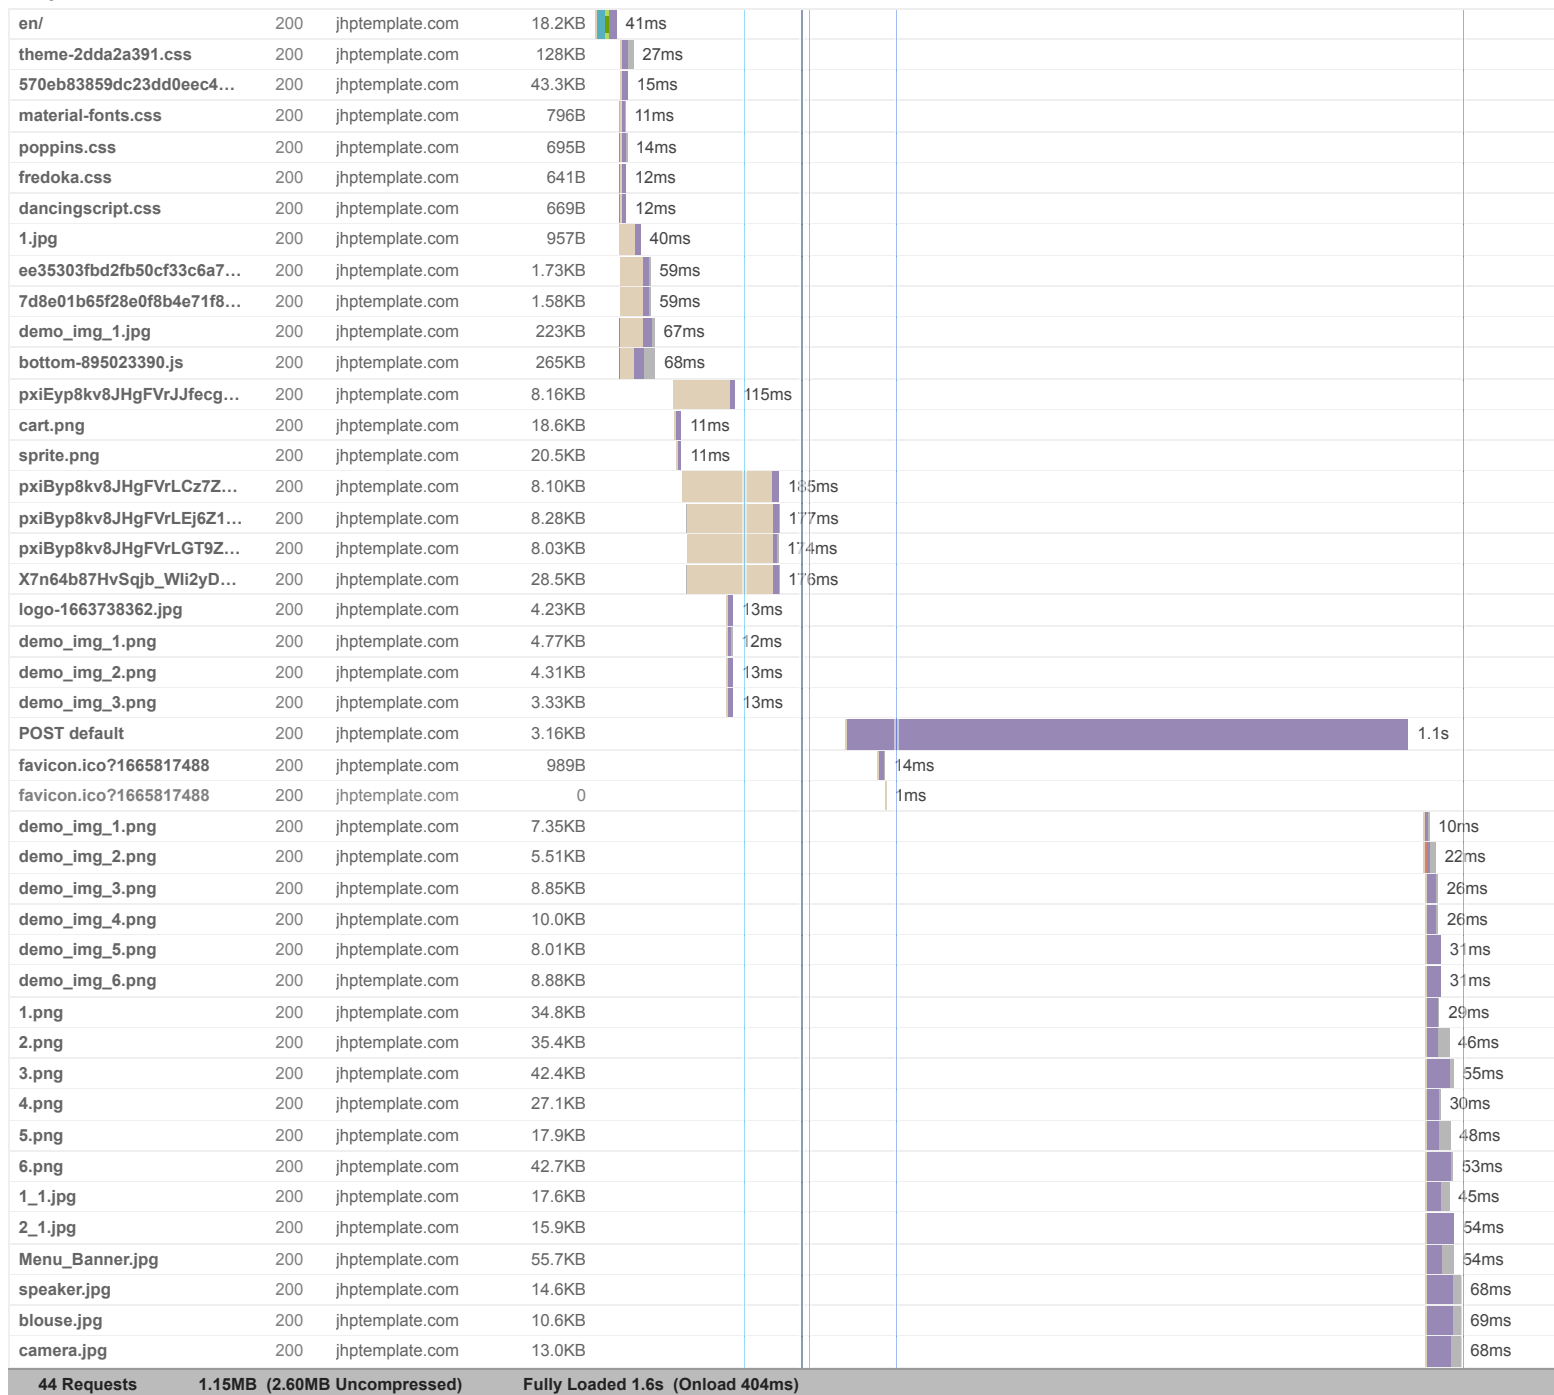 en/ 200 jhptemplate.com 18.2KB 41ms
theme-2dda2a391.css 200 jhptemplate.com 128KB 27ms
570eb83859dc23dd0eec4... 200 jhptemplate.com 43.3KB 15ms
material-fonts.css 200 jhptemplate.com 796B 11ms
poppins.css 200 jhptemplate.com 695B 14ms
fredoka.css 200 jhptemplate.com 641B 12ms
dancingscript.css 200 jhptemplate.com 669B 12ms
1.jpg 200 jhptemplate.com 957B 40ms
ee35303fbd2fb50cf33c6a7... 200 jhptemplate.com 1.73KB 59ms
7d8e01b65f28e0f8b4e71f8... 200 jhptemplate.com 1.58KB 59ms
demo_img_1.jpg 200 jhptemplate.com 223KB 67ms
bottom-895023390.js 200 jhptemplate.com 265KB 68ms
pxiEyp8kv8JHgFVrJJfecg... 200 jhptemplate.com 8.16KB 115ms
cart.png 200 jhptemplate.com 18.6KB 11ms
sprite.png 200 jhptemplate.com 20.5KB 11ms
pxiByp8kv8JHgFVrLCz7Z... 200 jhptemplate.com 8.10KB 185ms
pxiByp8kv8JHgFVrLEj6Z1... 200 jhptemplate.com 8.28KB 177ms
pxiByp8kv8JHgFVrLGT9Z... 200 jhptemplate.com 8.03KB 174ms
X7n64b87HvSqjb_WIi2yD... 200 jhptemplate.com 28.5KB 176ms
logo-1663738362.jpg 200 jhptemplate.com 4.23KB 13ms
demo_img_1.png 200 jhptemplate.com 4.77KB 12ms
demo_img_2.png 200 jhptemplate.com 4.31KB 13ms
demo_img_3.png 200 jhptemplate.com 3.33KB 13ms
POST default 200 jhptemplate.com 3.16KB 1.1s
favicon.ico?1665817488 200 jhptemplate.com 989B 14ms
favicon.ico?1665817488 200 jhptemplate.com 0 1ms
demo_img_1.png 200 jhptemplate.com 7.35KB 10ms
demo_img_2.png 200 jhptemplate.com 5.51KB 22ms
demo_img_3.png 200 jhptemplate.com 8.85KB 26ms
demo_img_4.png 200 jhptemplate.com 10.0KB 26ms
demo_img_5.png 200 jhptemplate.com 8.01KB 31ms
demo_img_6.png 200 jhptemplate.com 8.88KB 31ms
1.png 200 jhptemplate.com 34.8KB 29ms
2.png 200 jhptemplate.com 35.4KB 46ms
3.png 200 jhptemplate.com 42.4KB 55ms
4.png 200 jhptemplate.com 27.1KB 30ms
5.png 200 jhptemplate.com 17.9KB 48ms
6.png 200 jhptemplate.com 42.7KB 53ms
1_1.jpg 200 jhptemplate.com 17.6KB 45ms
2_1.jpg 200 jhptemplate.com 15.9KB 54ms
Menu_Banner.jpg 200 jhptemplate.com 55.7KB 54ms
speaker.jpg 200 jhptemplate.com 14.6KB 68ms
blouse.jpg 200 jhptemplate.com 10.6KB 69ms
camera.jpg 200 jhptemplate.com 13.0KB 68ms
44 Requests 1.15MB (2.60MB Uncompressed) Fully Loaded 1.6s (Onload 404ms)